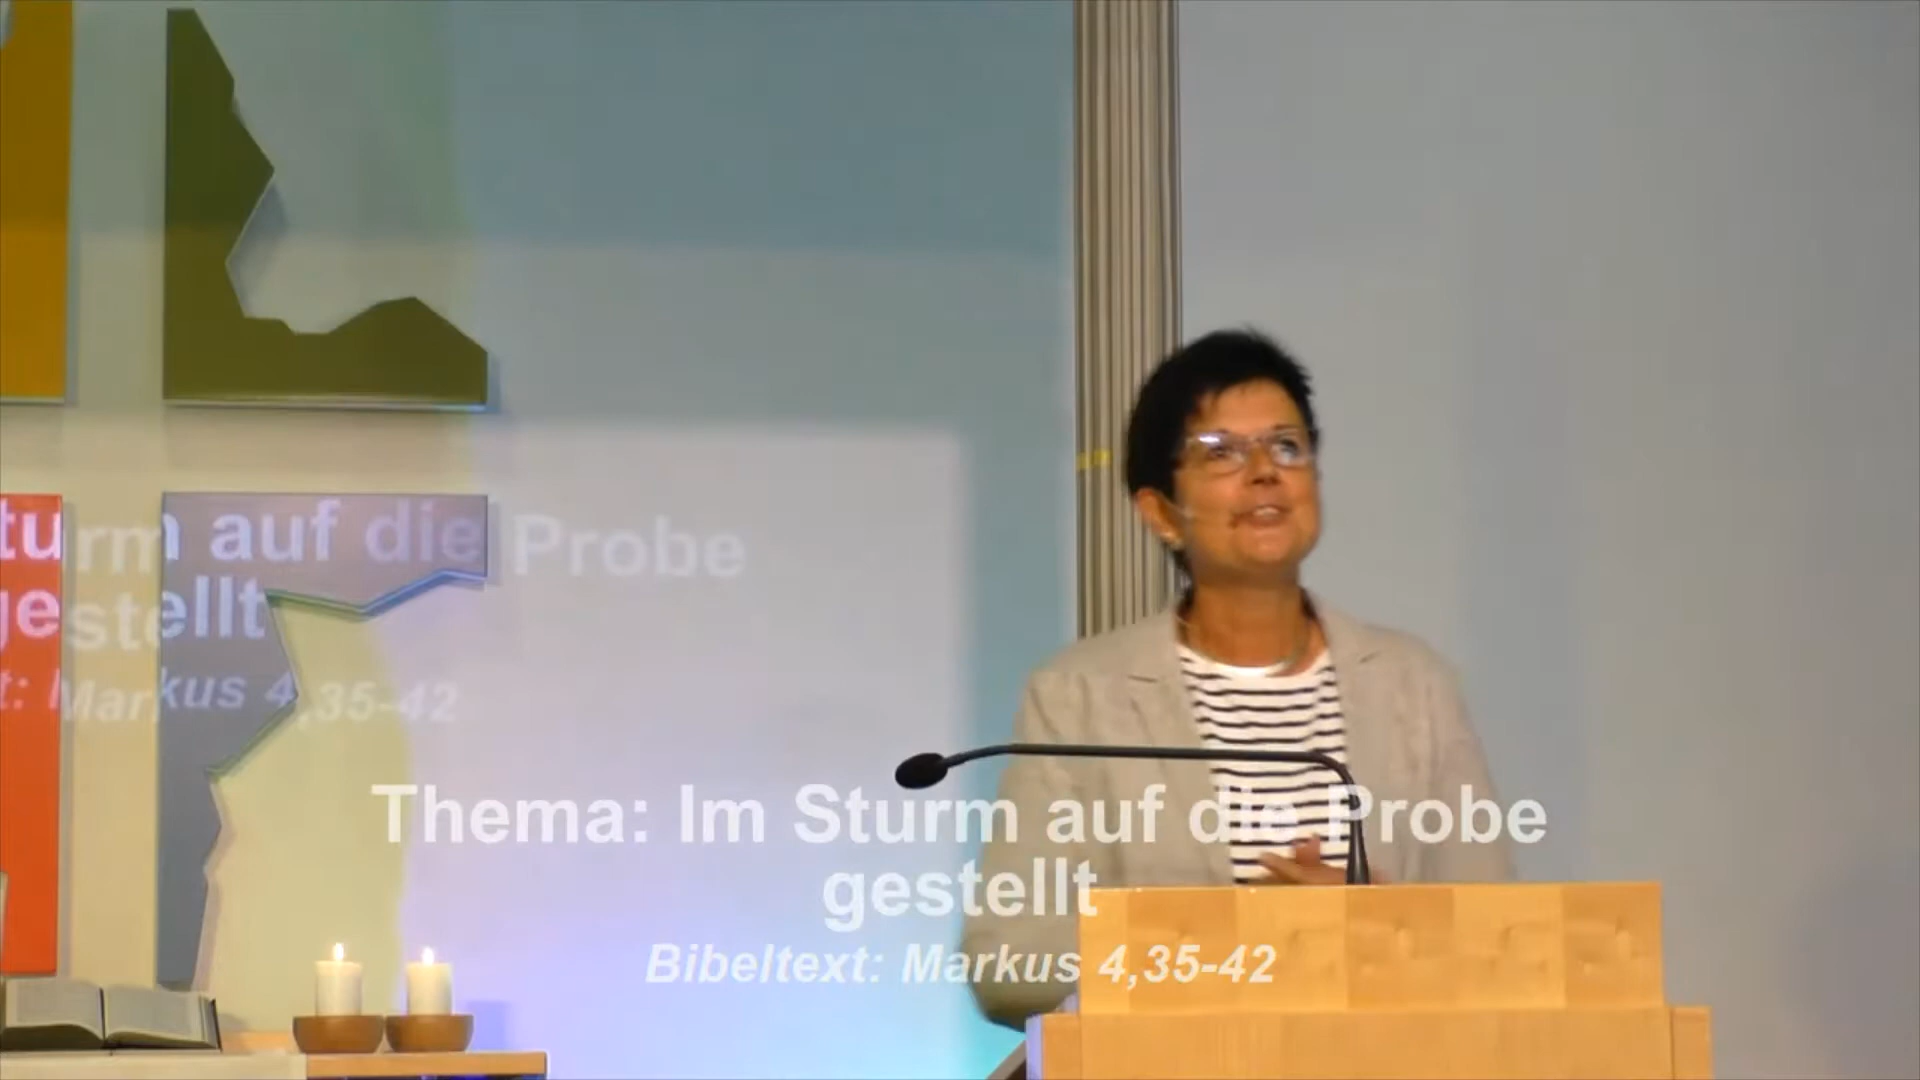 turm auf die Probe
gestellt
t: Markus 4,35-42
Thema: Im Sturm auf die Probe
gestellt
Bibeltext: Markus 4,35-42